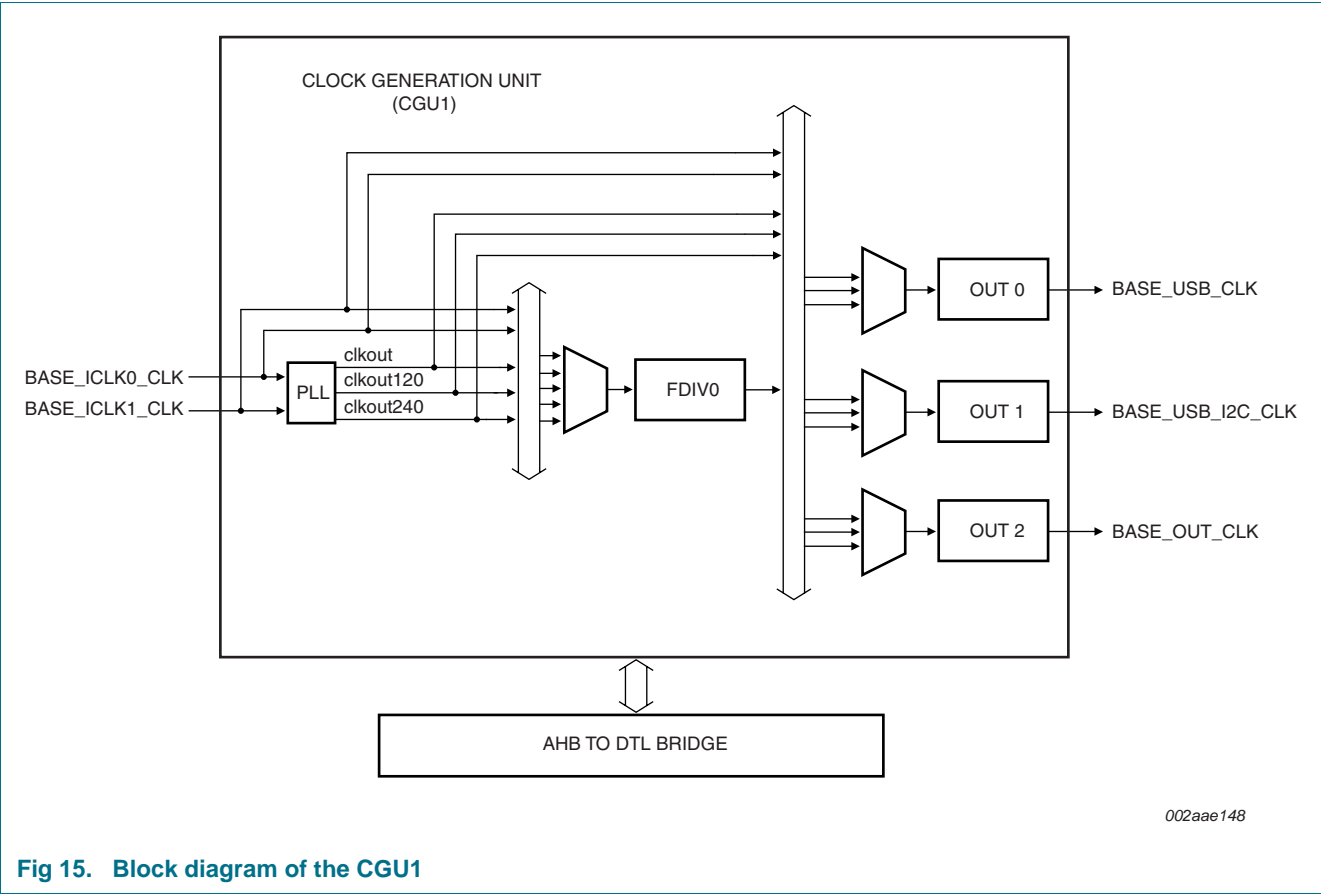 CLOCK GENERATION UNIT
(CGU1)
BASE_ICLK0_CLK
BASE_ICLK1_CLK
PLL
clkout
clkout120
clkout240
FDIV0
OUT 0
BASE_USB_CLK
OUT 1
BASE_USB_I2C_CLK
OUT 2
BASE_OUT_CLK
AHB TO DTL BRIDGE
002aae148
Fig 15. Block diagram of the CGU1